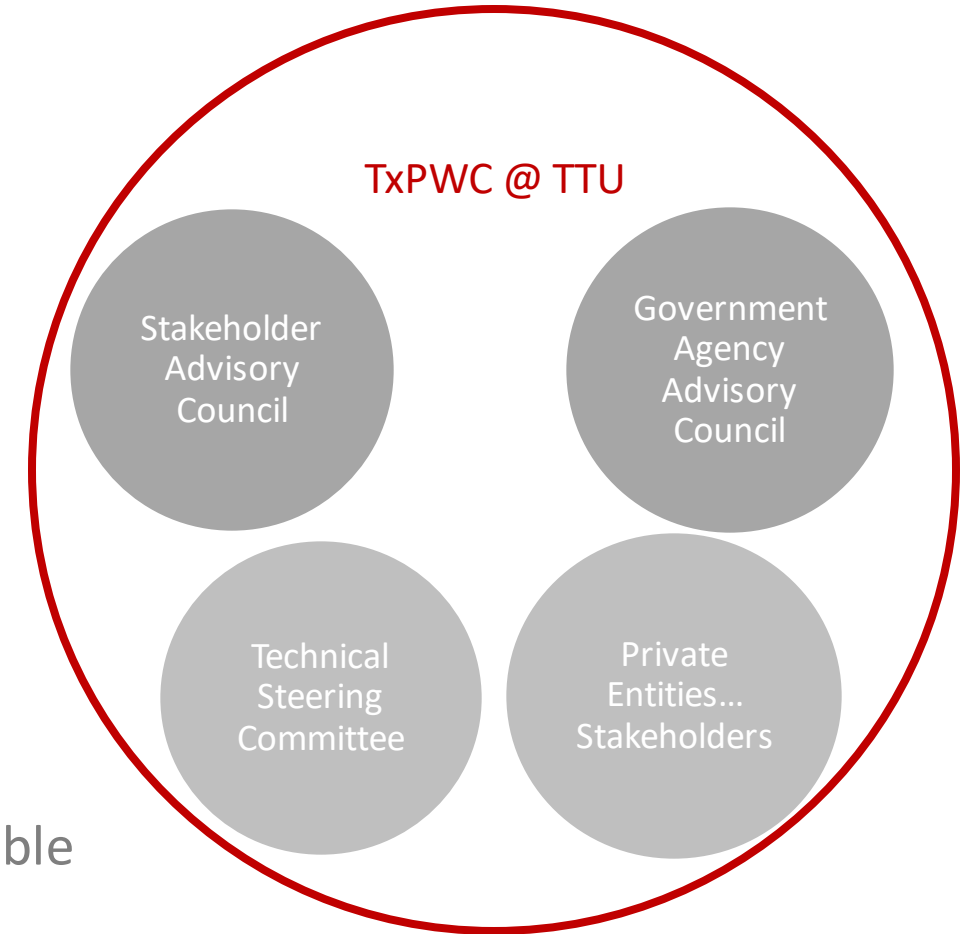 TxPWC @ TTU
Stakeholder
Advisory
Council
Government
Agency
Advisory
Council
Technical
Steering
Committee
Private
Entities...
Stakeholders
ble